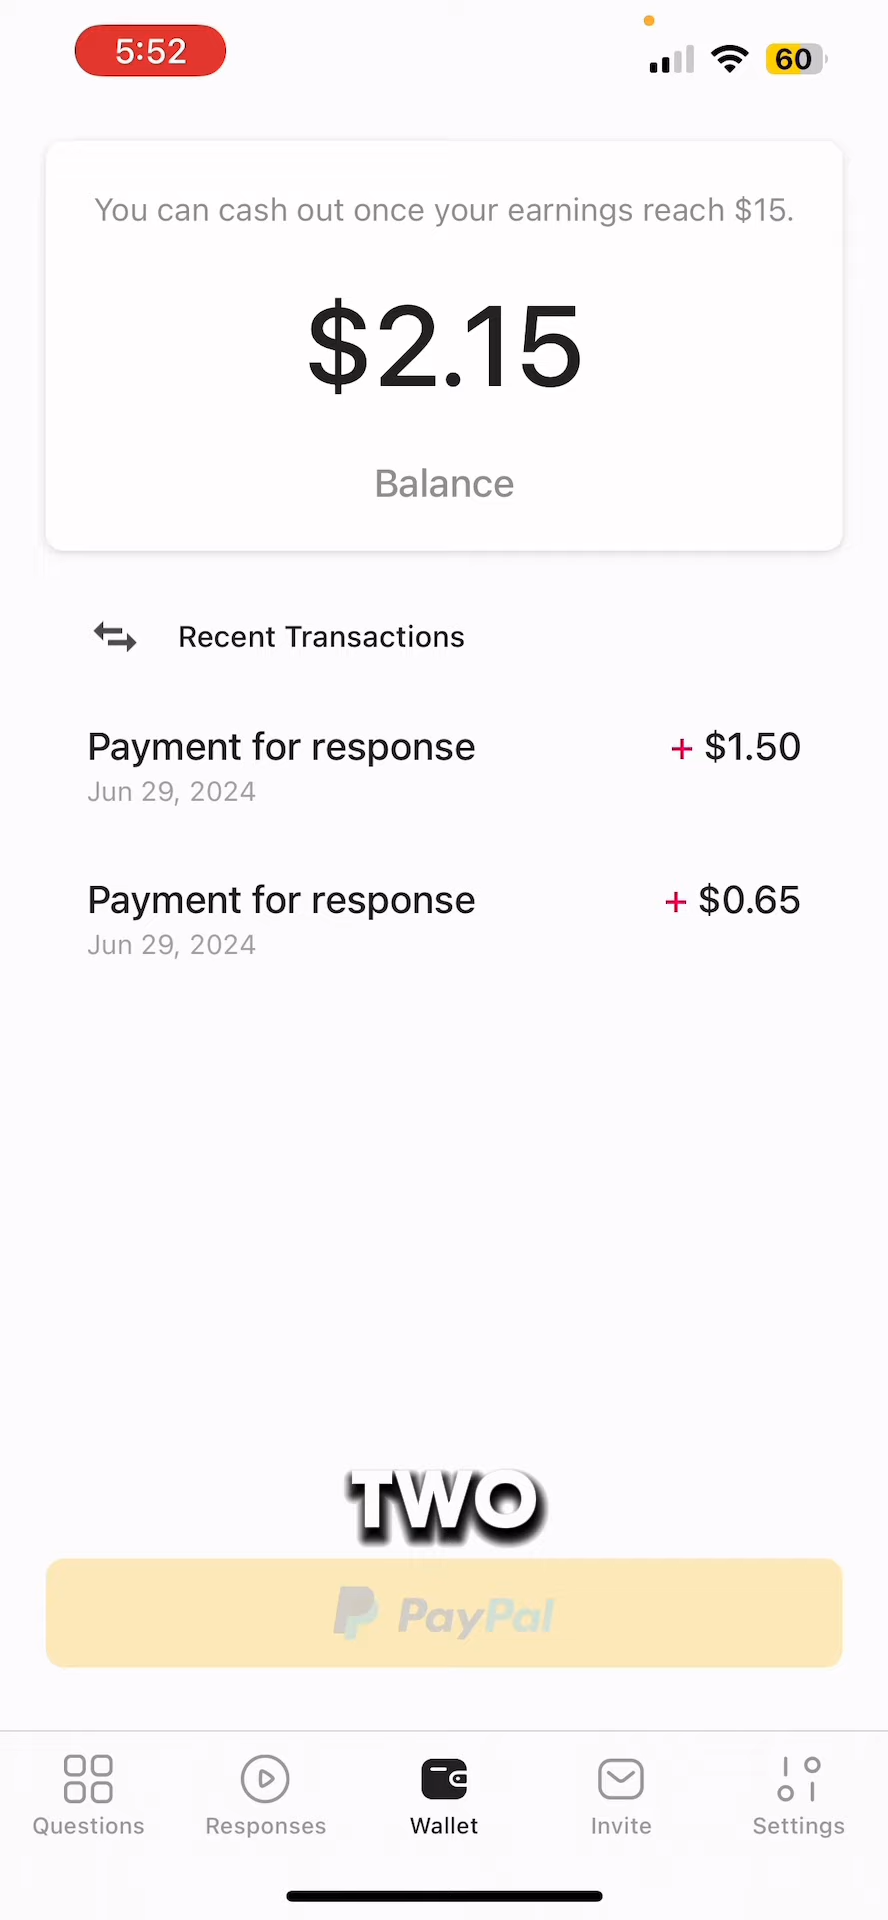 5:52
60
You can cash out once your earnings reach $15.
$2.15
Balance
Recent Transactions
Payment for response + $1.50
Jun 29, 2024
Payment for response + $0.65
Jun 29, 2024
TWO
PayPal
Questions Responses Wallet Invite Settings